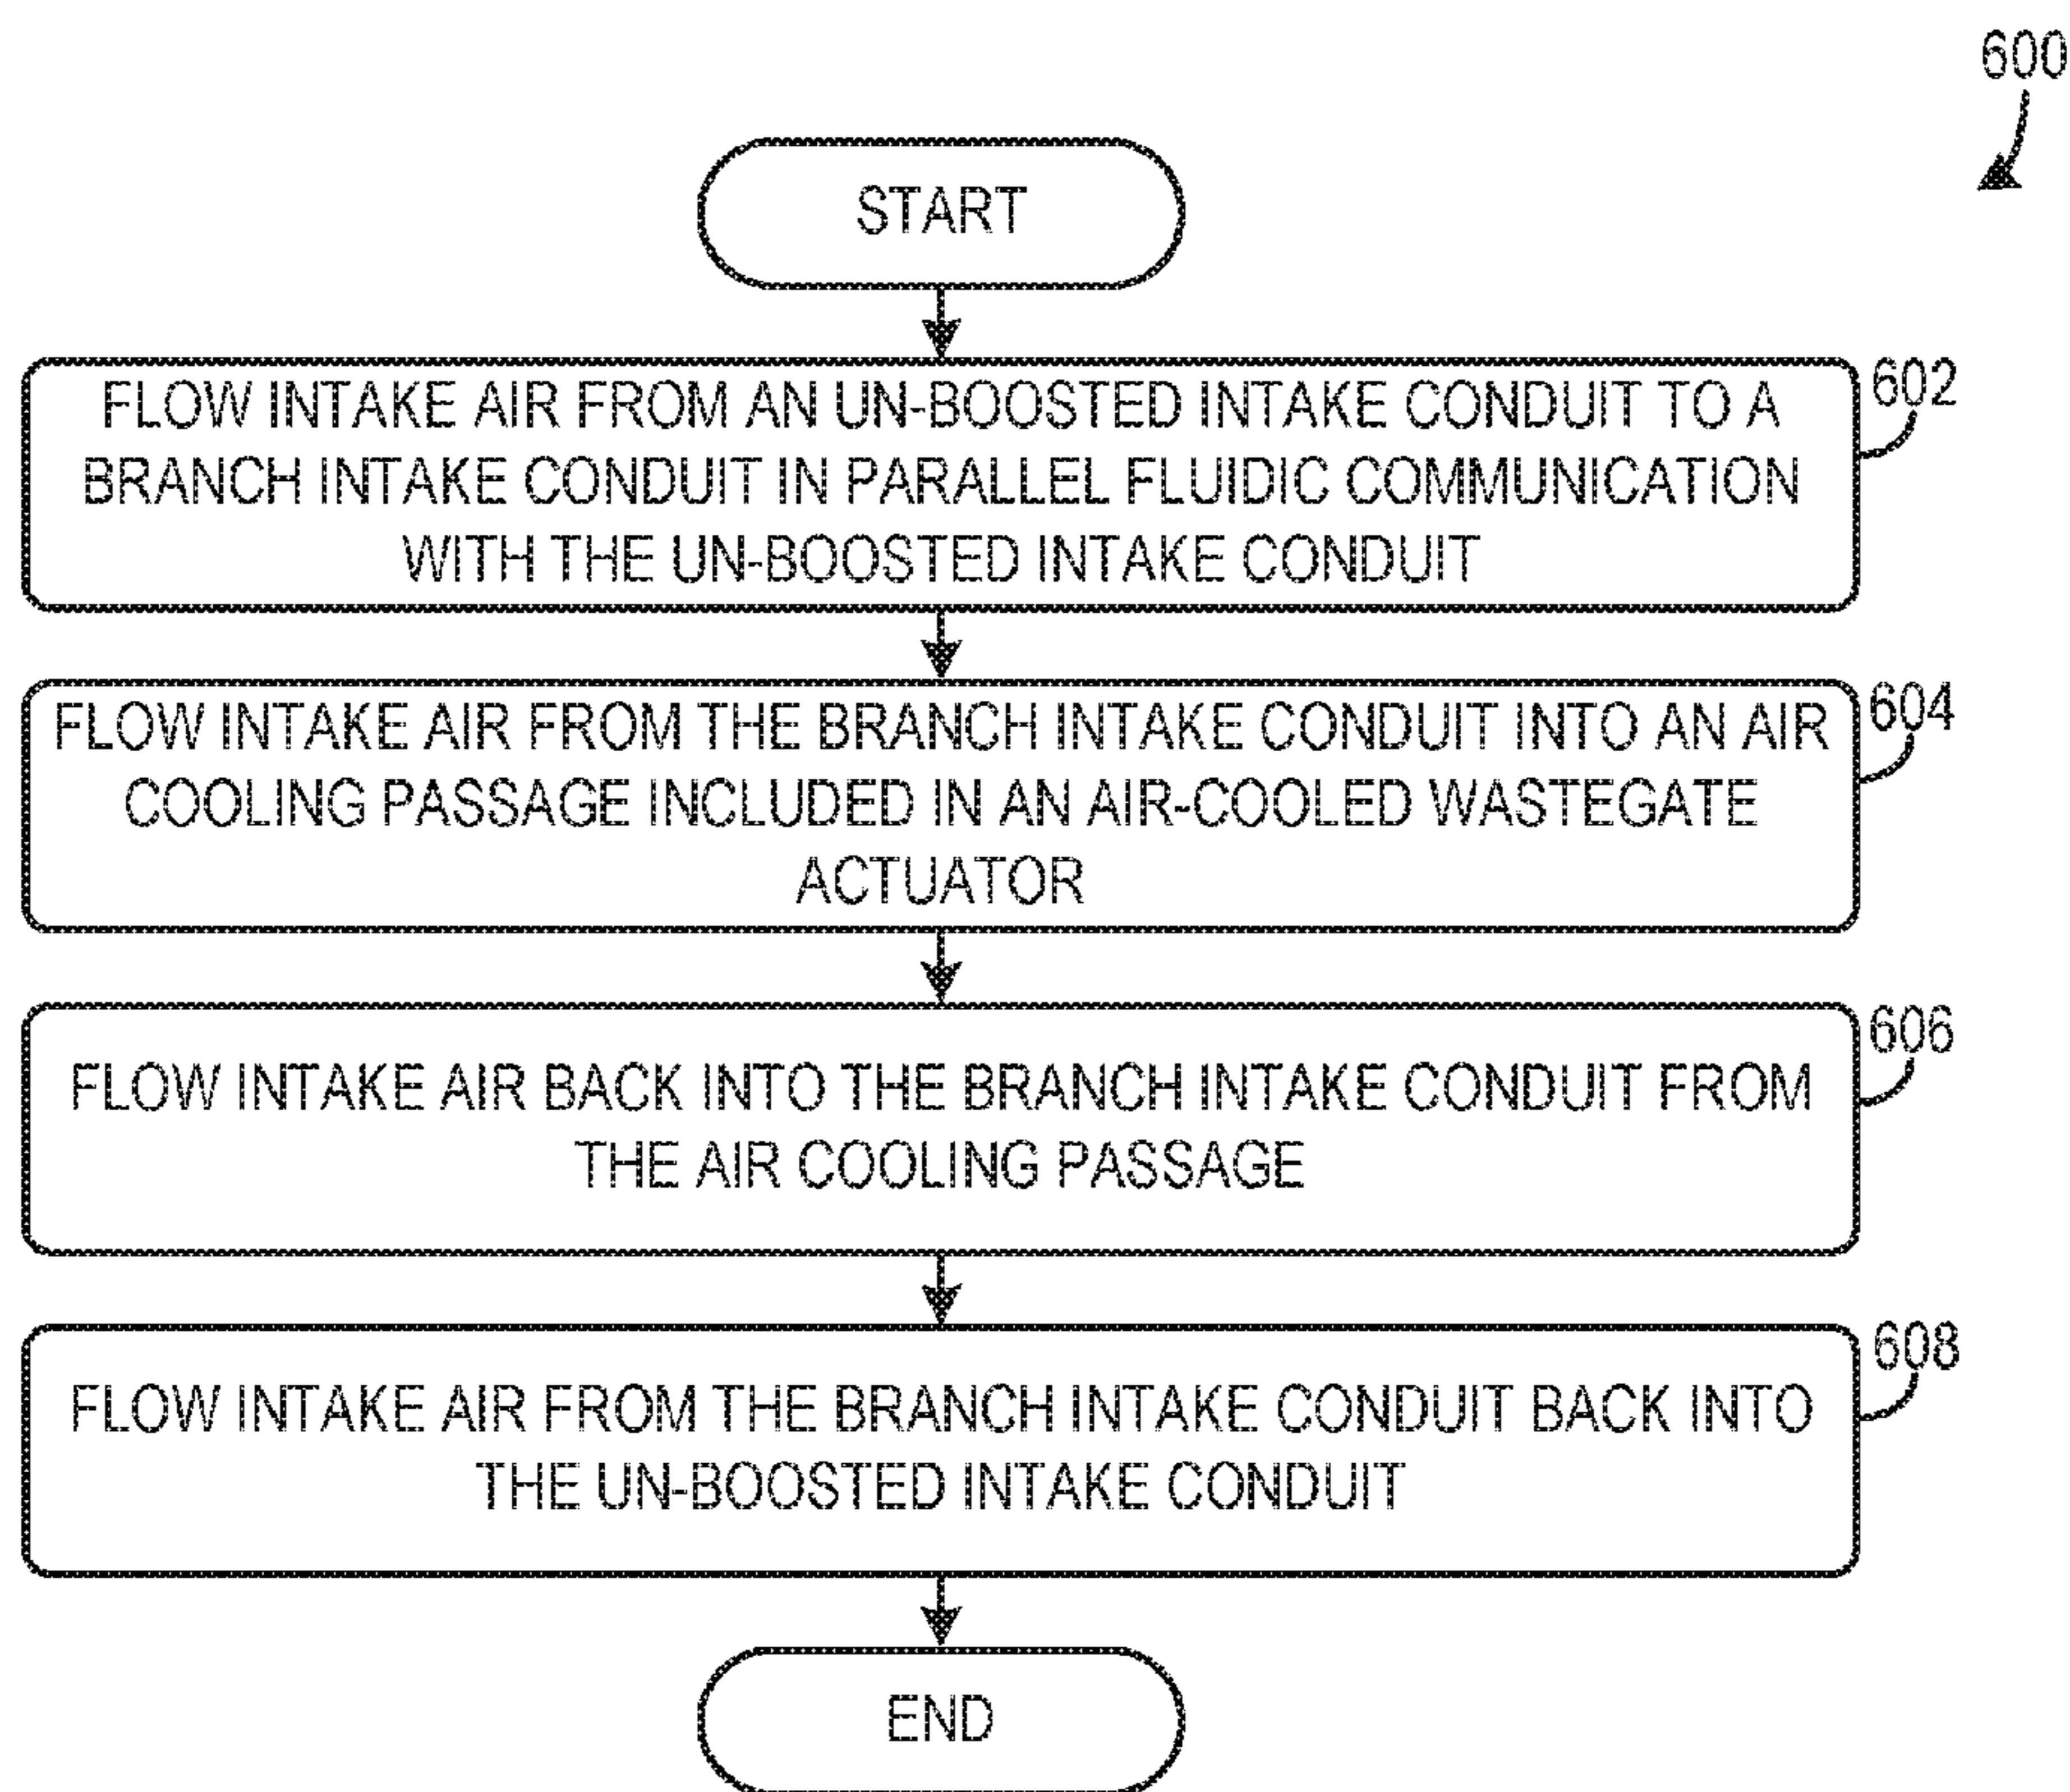 600
START
602
FLOW INTAKE AIR FROM AN UN-BOOSTED INTAKE CONDUIT TO A
BRANCH INTAKE CONDUIT IN PARALLEL FLUIDIC COMMUNICATION
WITH THE UN-BOOSTED INTAKE CONDUIT
604
FLOW INTAKE AIR FROM THE BRANCH INTAKE CONDUIT INTO AN AIR
COOLING PASSAGE INCLUDED IN AN AIR-COOLED WASTEGATE
ACTUATOR
606
FLOW INTAKE AIR BACK INTO THE BRANCH INTAKE CONDUIT FROM
THE AIR COOLING PASSAGE
608
FLOW INTAKE AIR FROM THE BRANCH INTAKE CONDUIT BACK INTO
THE UN-BOOSTED INTAKE CONDUIT
END